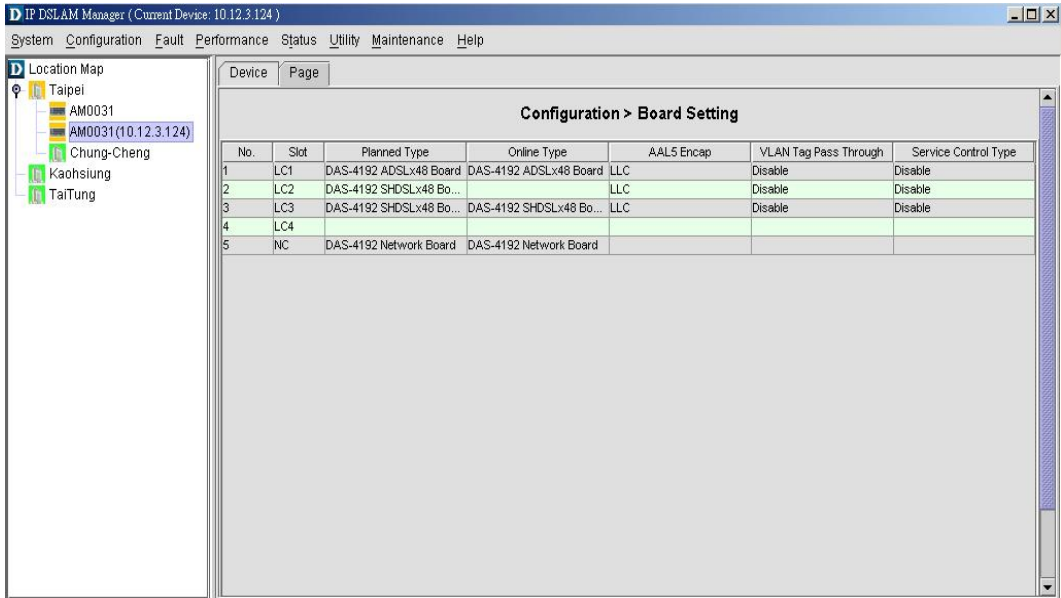 D IP DSLAM Manager ( Current Device: 10.12.3.124 )
System Configuration Fault Performance Status Utility Maintenance Help
D Location Map
Taipei
AM0031
AM0031(10.12.3.124)
Chung-Cheng
Kaohsiung
TaiTung
Device Page
Configuration > Board Setting
No. Slot Planned Type Online Type AAL5 Encap VLAN Tag Pass Through Service Control Type
1 LC1 DAS-4192 ADSLx48 Board DAS-4192 ADSLx48 Board LLC Disable Disable
2 LC2 DAS-4192 SHDSLx48 Bo... LLC Disable Disable
3 LC3 DAS-4192 SHDSLx48 Bo... DAS-4192 SHDSLx48 Bo... LLC Disable Disable
4 LC4
5 NC DAS-4192 Network Board DAS-4192 Network Board